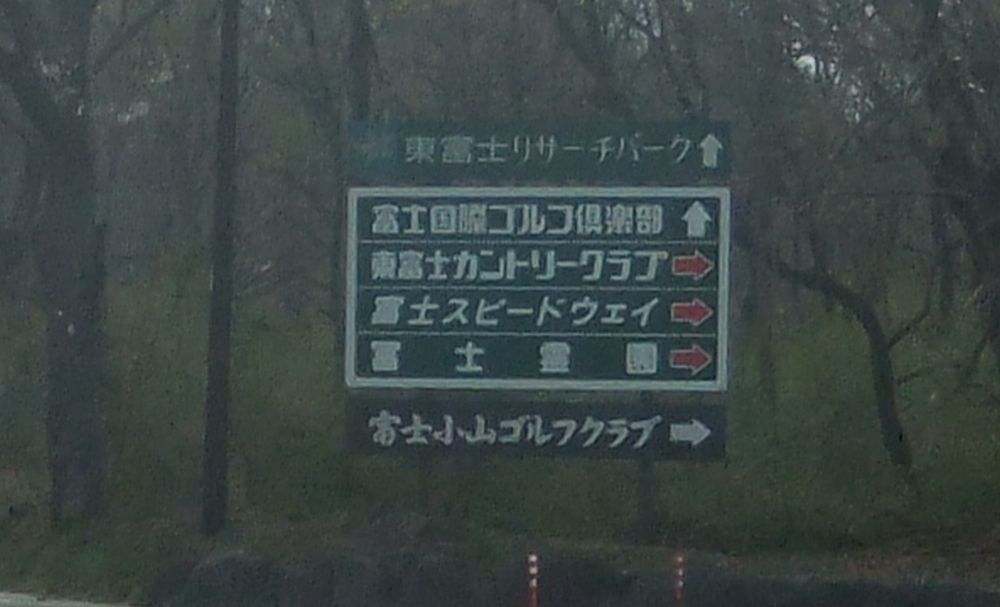 東富士リサーチパーク ↑
富士国際ゴルフ倶楽部 ↑
東富士カントリークラブ →
富士スピードウェイ →
富士霊園 →
富士小山ゴルフクラブ →